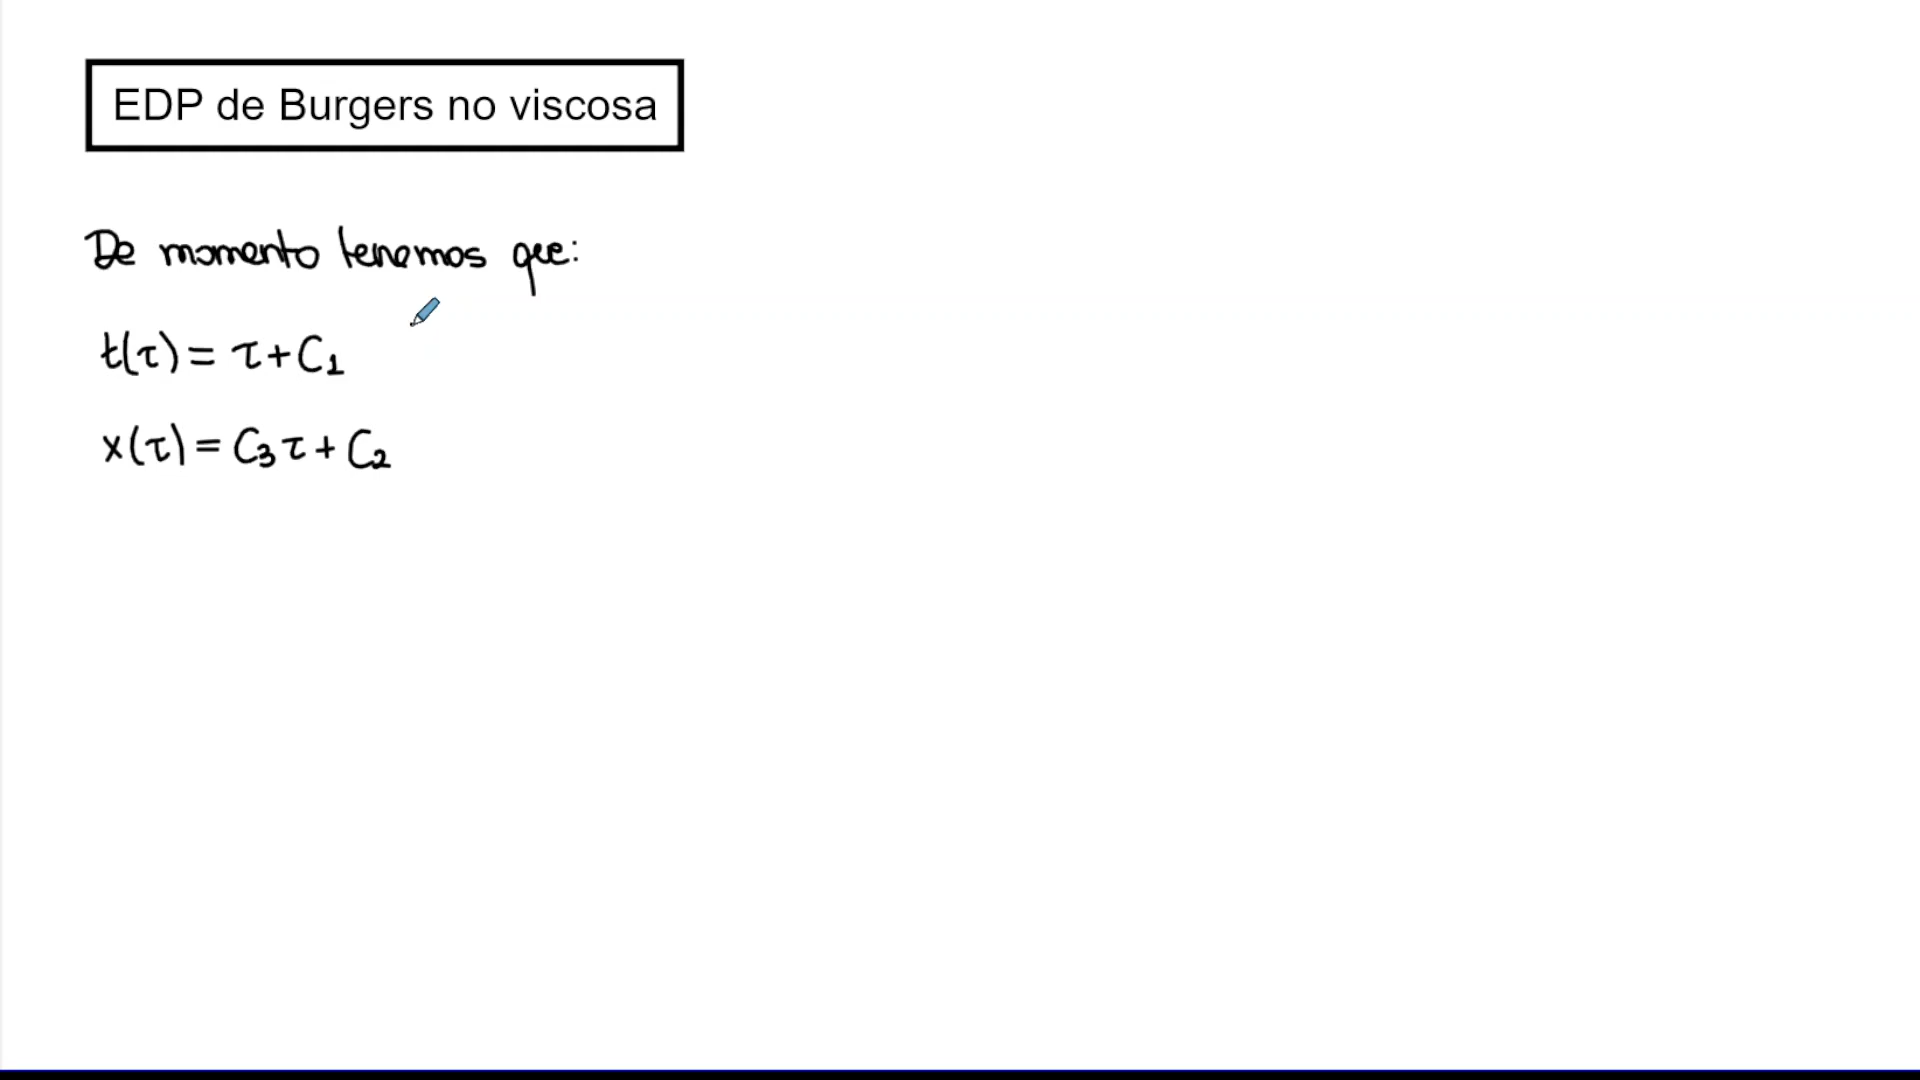 EDP de Burgers no viscosa
De momento tenemos que:
t(τ) = τ + C₁
x(τ) = C₃τ + C₂